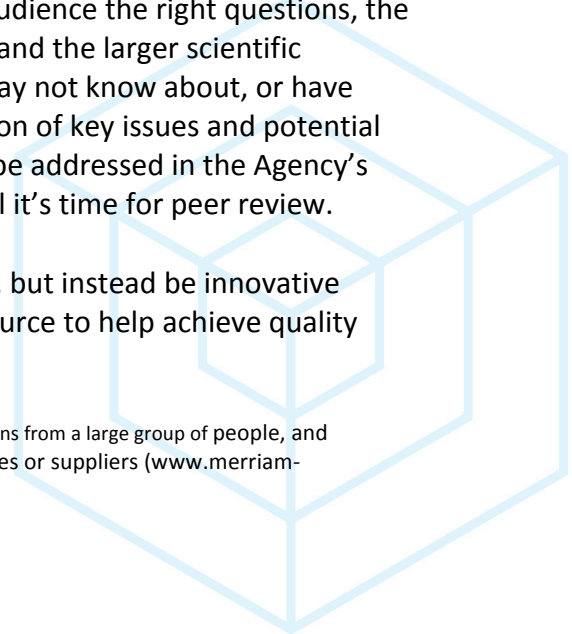 udience the right questions, the
and the larger scientific
ay not know about, or have
on of key issues and potential
be addressed in the Agency's
l it's time for peer review.
, but instead be innovative
urce to help achieve quality
ns from a large group of people, and
es or suppliers (www.merriam-